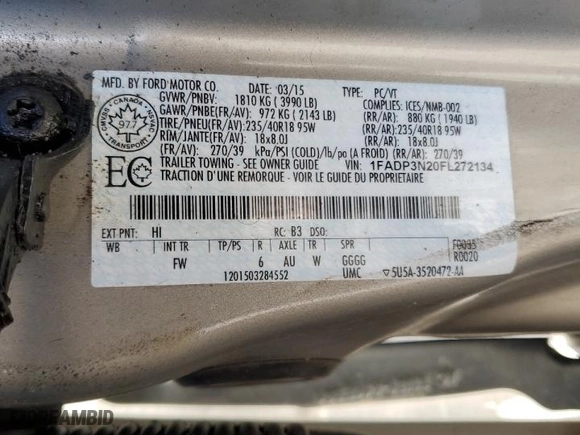 MFD. BY FORD MOTOR CO. DATE: 03/15 TYPE: PC/VT
GVWR/PNBV: 1810 KG (3990 LB) COMPLIES: ICES/NMB-002
GAWR/PNBE(FR/AV): 972 KG (2143 LB) (RR/AR): 880 KG (1940 LB)
TIRE/PNEU(FR/AV): 235/40R18 95W (RR/AR): 235/40R18 95W
RIM/JANTE(FR/AV): 18x8.0J (RR/AR): 18x8.0J
(FR/AV): 270/39 kPa/PSI (COLD)/lb/po (A FROID) (RR/AR): 270/39
TRAILER TOWING - SEE OWNER GUIDE VIN: 1FADP3N20FL272134
TRACTION D'UNE REMORQUE - VOIR GUIDE DU PROPRIETAIRE
CANADA
TRANSPORT
EC
EXT PNT: HI RC: B3 DSO:
WB INT TR TP/PS R AXLE TR SPR
FW 6 AU W GGGG R0020
1201503284552 UMC ▽5U5A-3520472-AA
DREAMBID